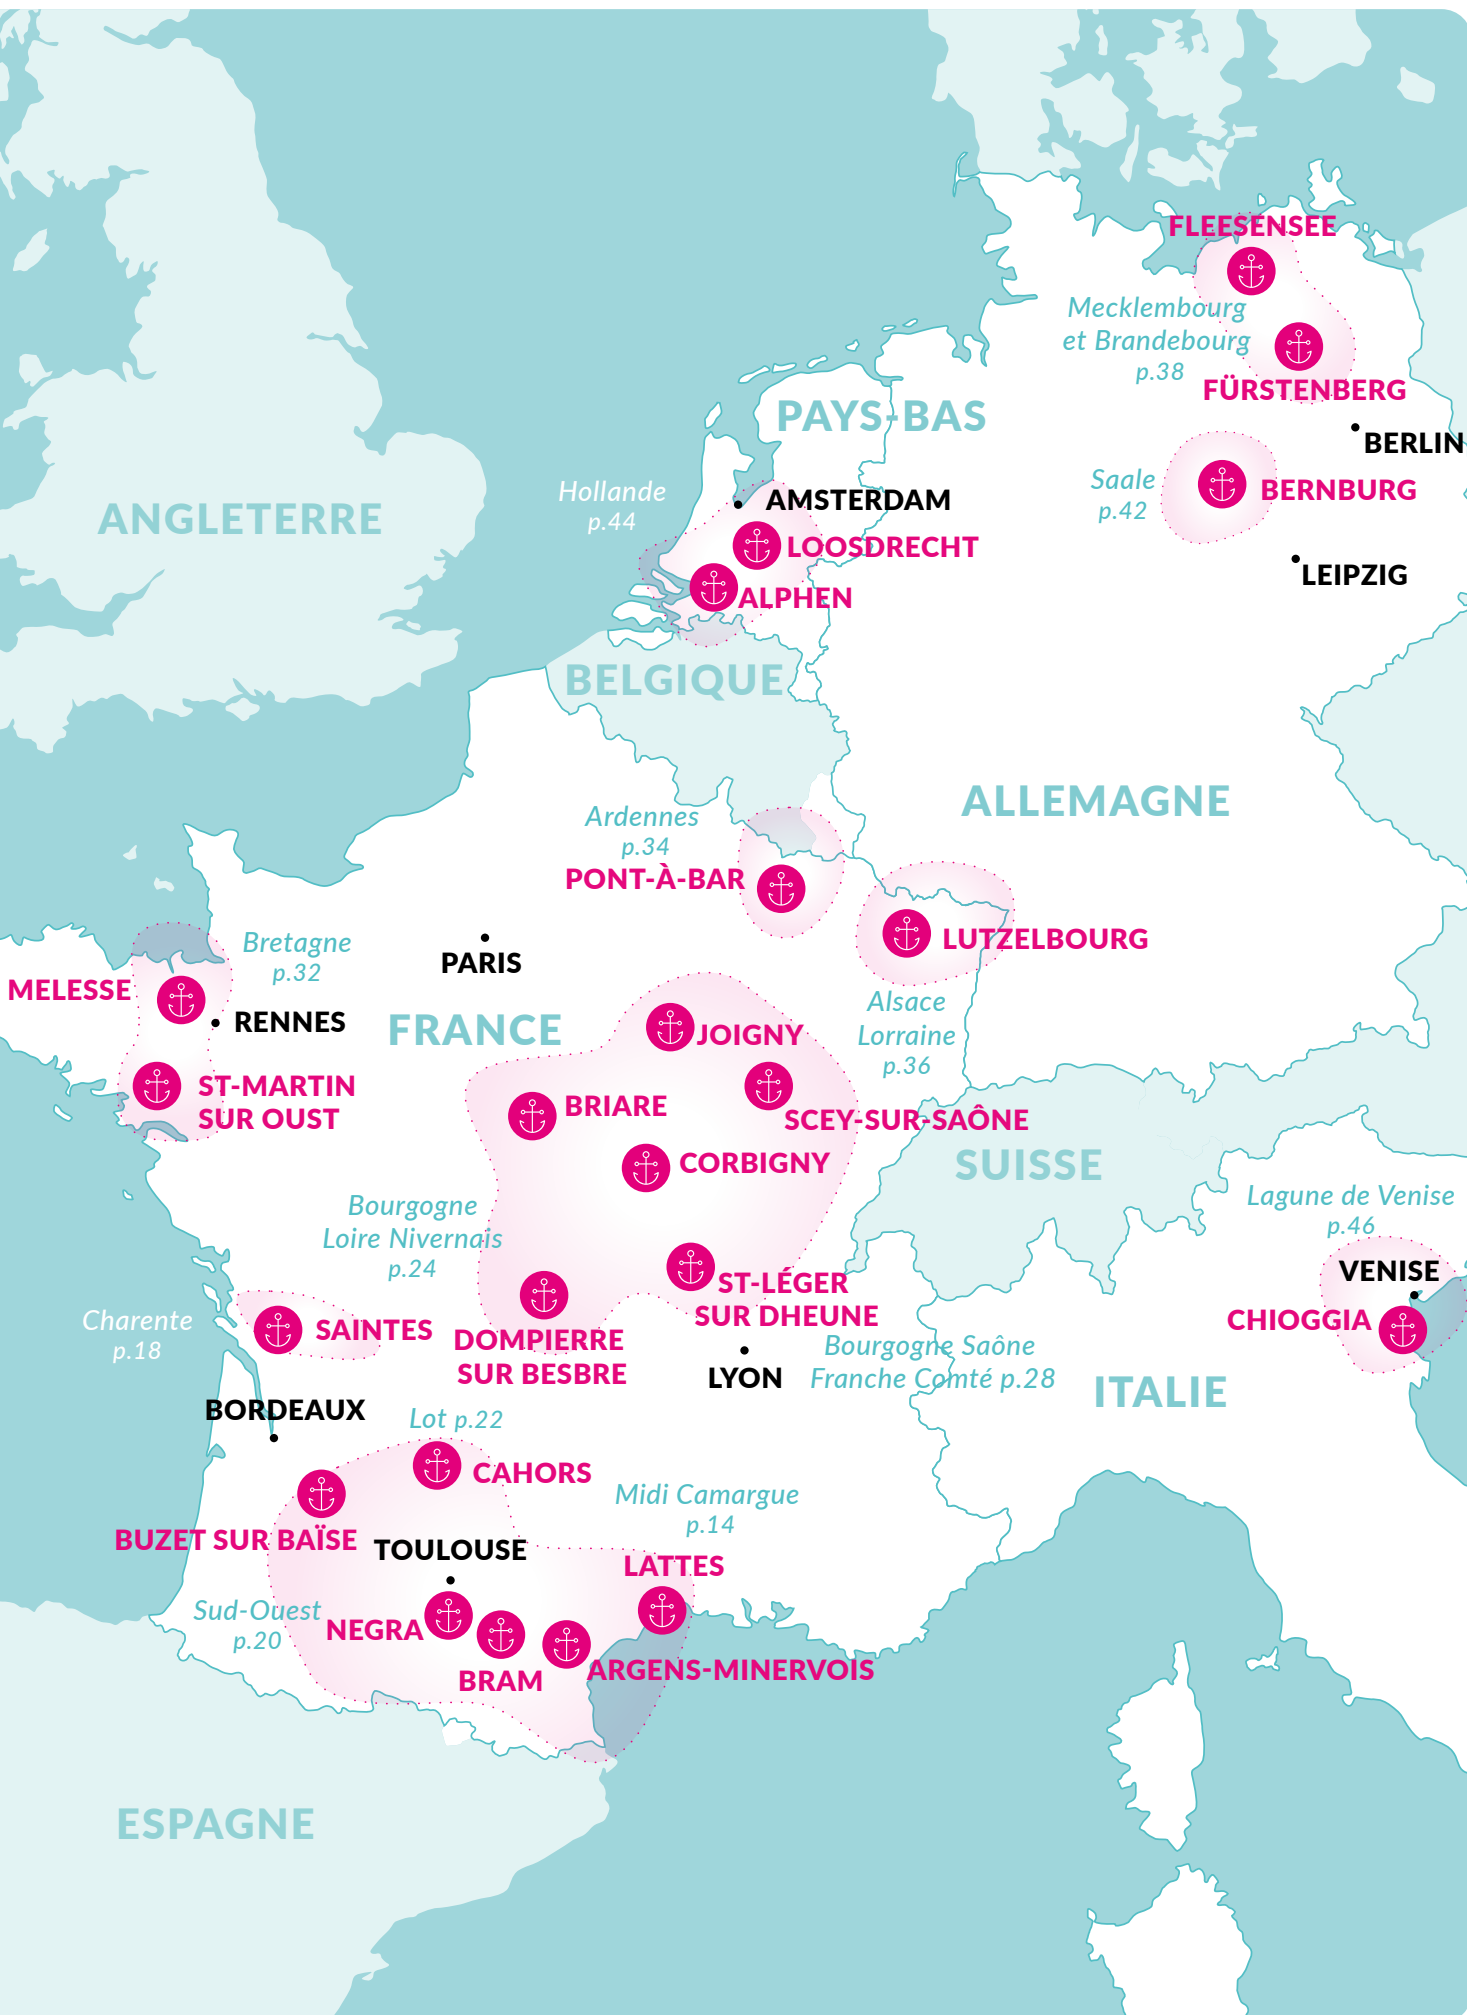 FLEESENSEE
Mecklembourg
et Brandebourg
p.38
FÜRSTENBERG
PAYS-BAS
BERLIN
Saale
p.42
BERNBURG
Hollande
p.44
AMSTERDAM
ANGLETERRE
LOOSDRECHT
LEIPZIG
ALPHEN
BELGIQUE
ALLEMAGNE
Ardennes
p.34
PONT-À-BAR
LUTZELBOURG
Bretagne
p.32
PARIS
MELESSE
RENNES
FRANCE
Alsace
Lorraine
p.36
JOIGNY
ST-MARTIN
SUR OUST
BRIARE
SCEY-SUR-SAÔNE
CORBIGNY
SUISSE
Bourgogne
Loire Nivernais
p.24
Lagune de Venise
p.46
VENISE
CHIOGGIA
ST-LÉGER
SUR DHEUNE
Charente
p.18
SAINTES
DOMPIERRE
SUR BESBRE
LYON
Bourgogne Saône
Franche Comté p.28
ITALIE
BORDEAUX
Lot p.22
CAHORS
Midi Camargue
p.14
BUZET SUR BAÏSE
TOULOUSE
LATTES
Sud-Ouest
p.20
NEGRA
BRAM
ARGENS-MINERVOIS
ESPAGNE